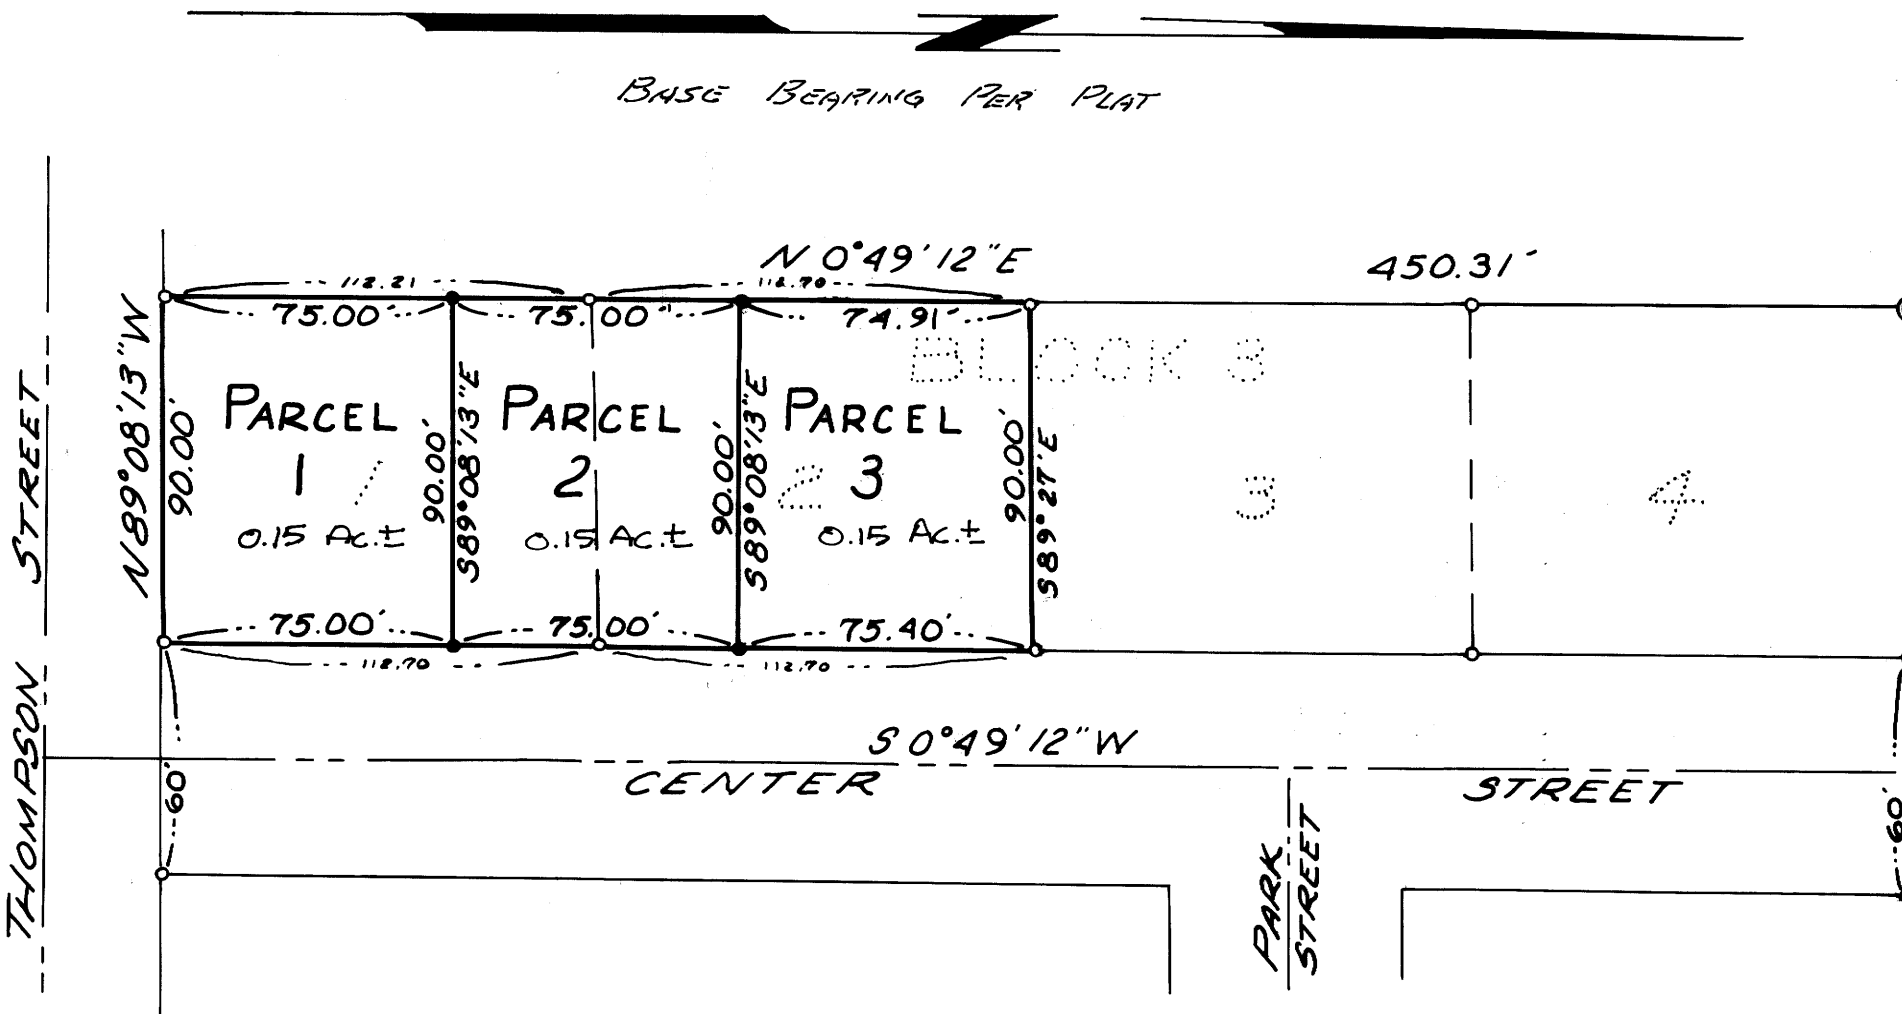 Z
BASE BEARING PER PLAT
N 0°49'12"E
450.31'
112.21
112.70
75.00'
75.00'
74.91'
BLOCK 3
N89°08'13"W
90.00'
PARCEL
1
0.15 Ac.±
1
90.00'
S89°08'13"E
PARCEL
2
0.15 Ac.±
90.00'
S89°08'13"E
PARCEL
3
0.15 Ac.±
2
90.00'
S89°27'E
3
4
75.00'
75.00'
75.40'
112.70
112.70
S 0°49'12"W
CENTER STREET
THOMPSON STREET
60'
60'
PARK
STREET